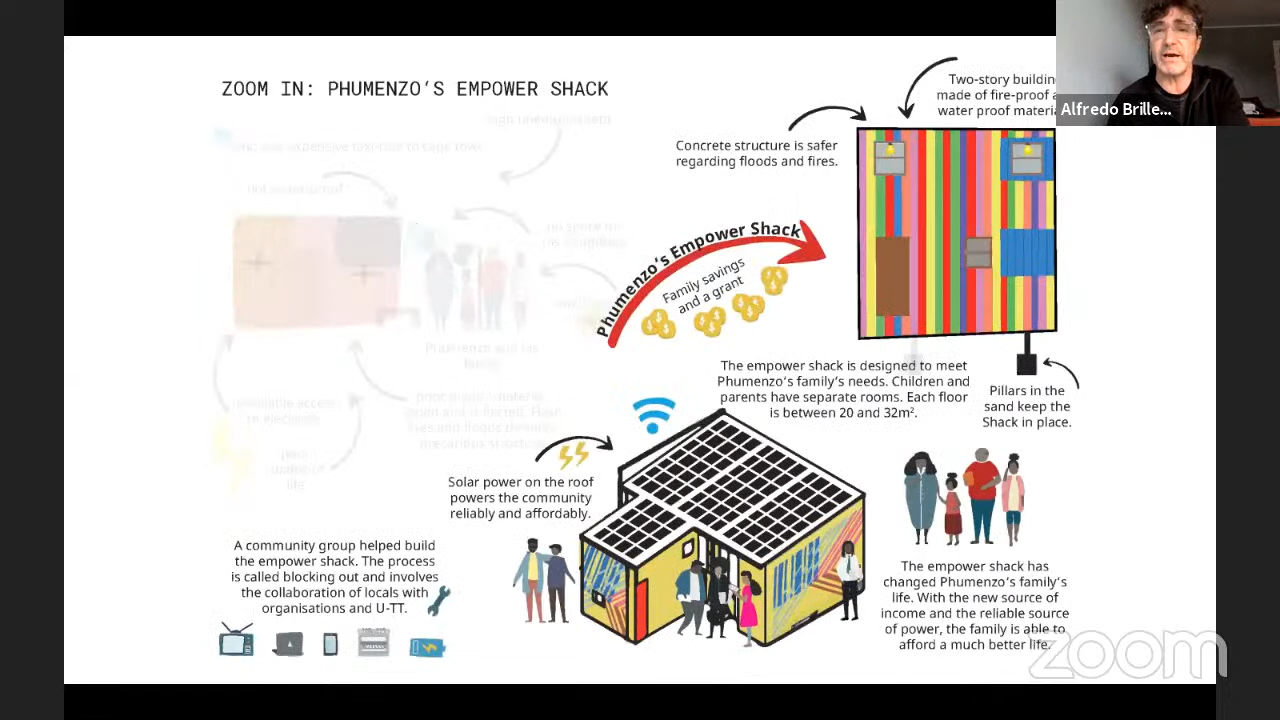 ZOOM IN: PHUMENZO'S EMPOWER SHACK
Two-story buildin
made of fire-proof a
water proof materi
Alfredo Brille...
Concrete structure is safer
regarding floods and fires.
Phumenzo's Empower Shack
Family savings
and a grant
The empower shack is designed to meet
Phumenzo's family's needs. Children and
parents have separate rooms. Each floor
is between 20 and 32m².
Pillars in the
sand keep the
Shack in place.
Solar power on the roof
powers the community
reliably and affordably.
A community group helped build
the empower shack. The process
is called blocking out and involves
the collaboration of locals with
organisations and U-TT.
The empower shack has
changed Phumenzo's family's
life. With the new source of
income and the reliable source
of power, the family is able to
afford a much better life.
zoom